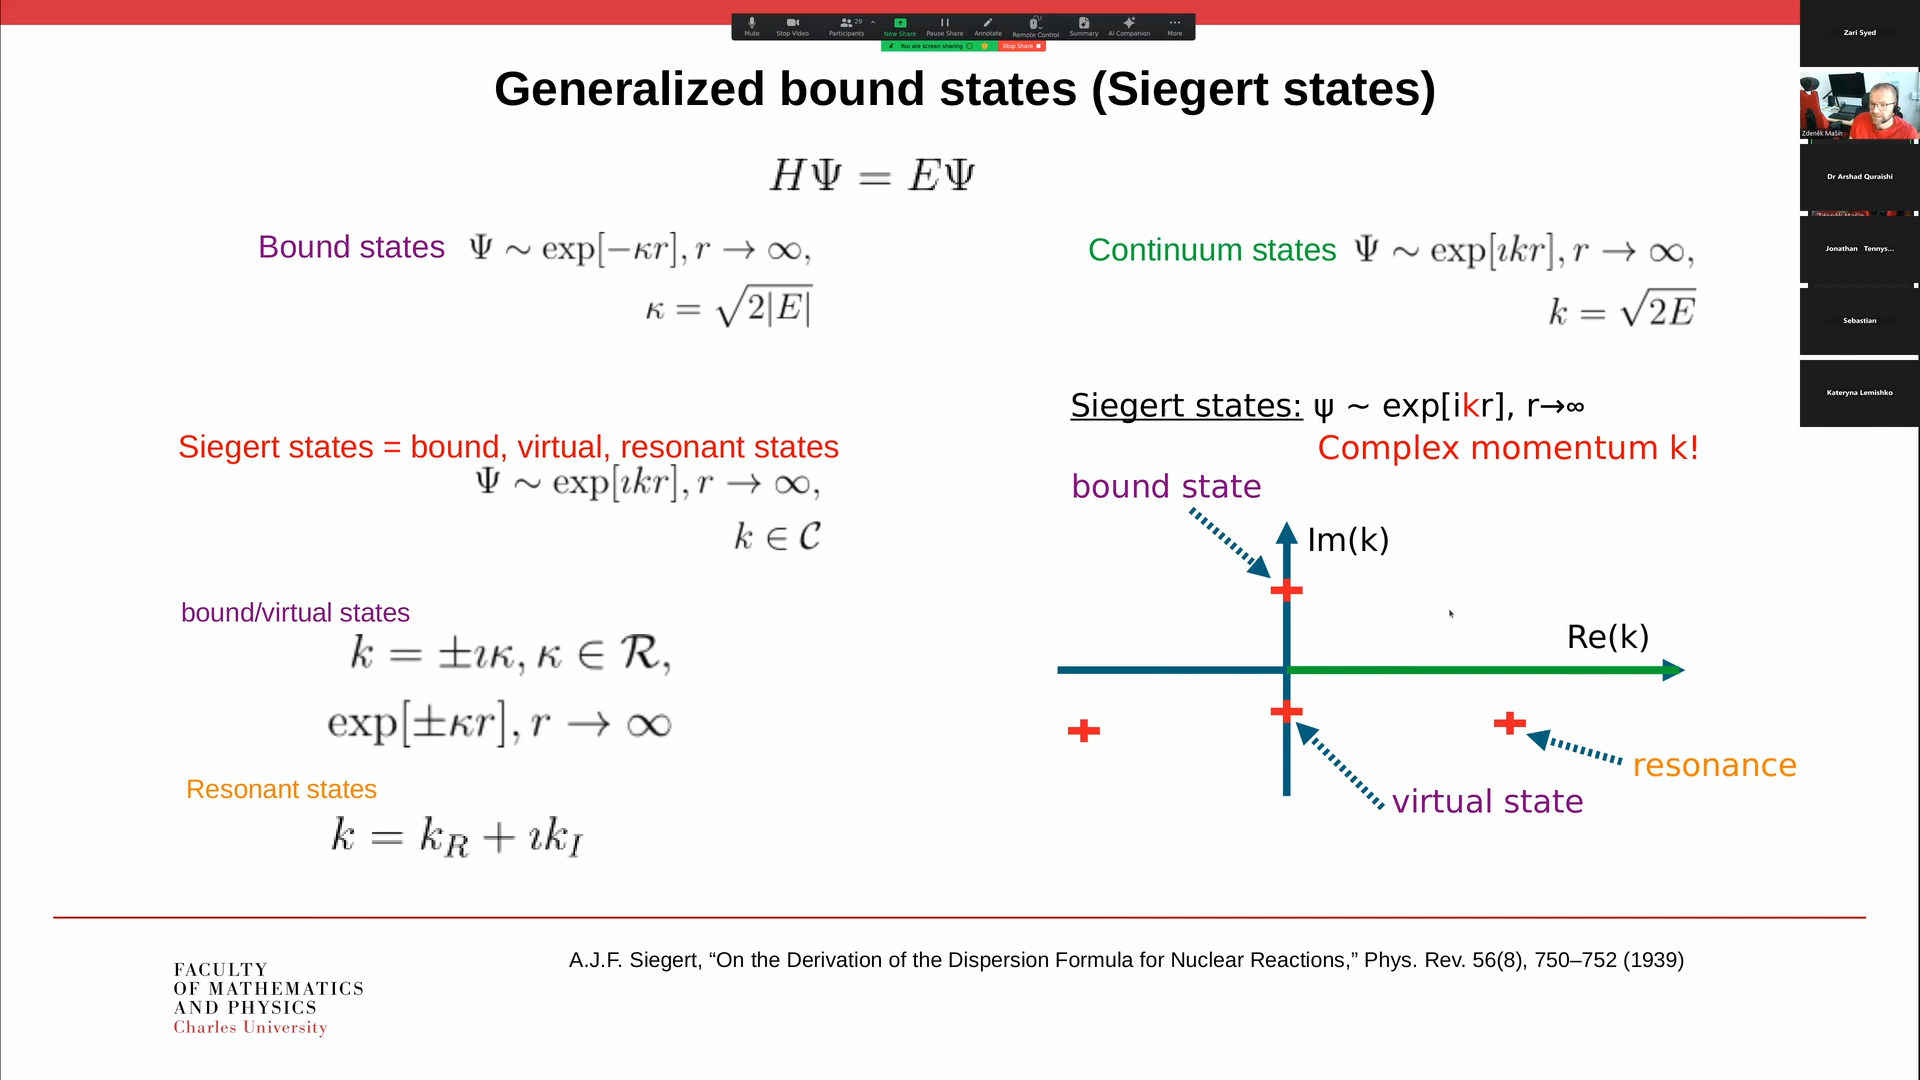 Mute
Stop Video
Participants
29
New Share
Pause Share
Annotate
Remote Control
Summary
AI Companion
More
You are screen sharing
Stop Share
Zari Syed
Zdeněk Mašín
Dr Arshad Quraishi
Zdeněk Mašín
Jonathan Tennys...
Sebastian
Kateryna Lemishko
Generalized bound states (Siegert states)
HΨ = EΨ
Bound states Ψ ∼ exp[−κr], r → ∞,
κ = √2|E|
Continuum states Ψ ∼ exp[ıkr], r → ∞,
k = √2E
Siegert states = bound, virtual, resonant states
Ψ ∼ exp[ıkr], r → ∞,
k ∈ C
bound/virtual states
k = ±ıκ, κ ∈ R,
exp[±κr], r → ∞
Resonant states
k = k_R + ık_I
Siegert states: ψ ~ exp[ikr], r→∞
Complex momentum k!
bound state
Im(k)
Re(k)
resonance
virtual state
A.J.F. Siegert, “On the Derivation of the Dispersion Formula for Nuclear Reactions,” Phys. Rev. 56(8), 750–752 (1939)
FACULTY
OF MATHEMATICS
AND PHYSICS
Charles University